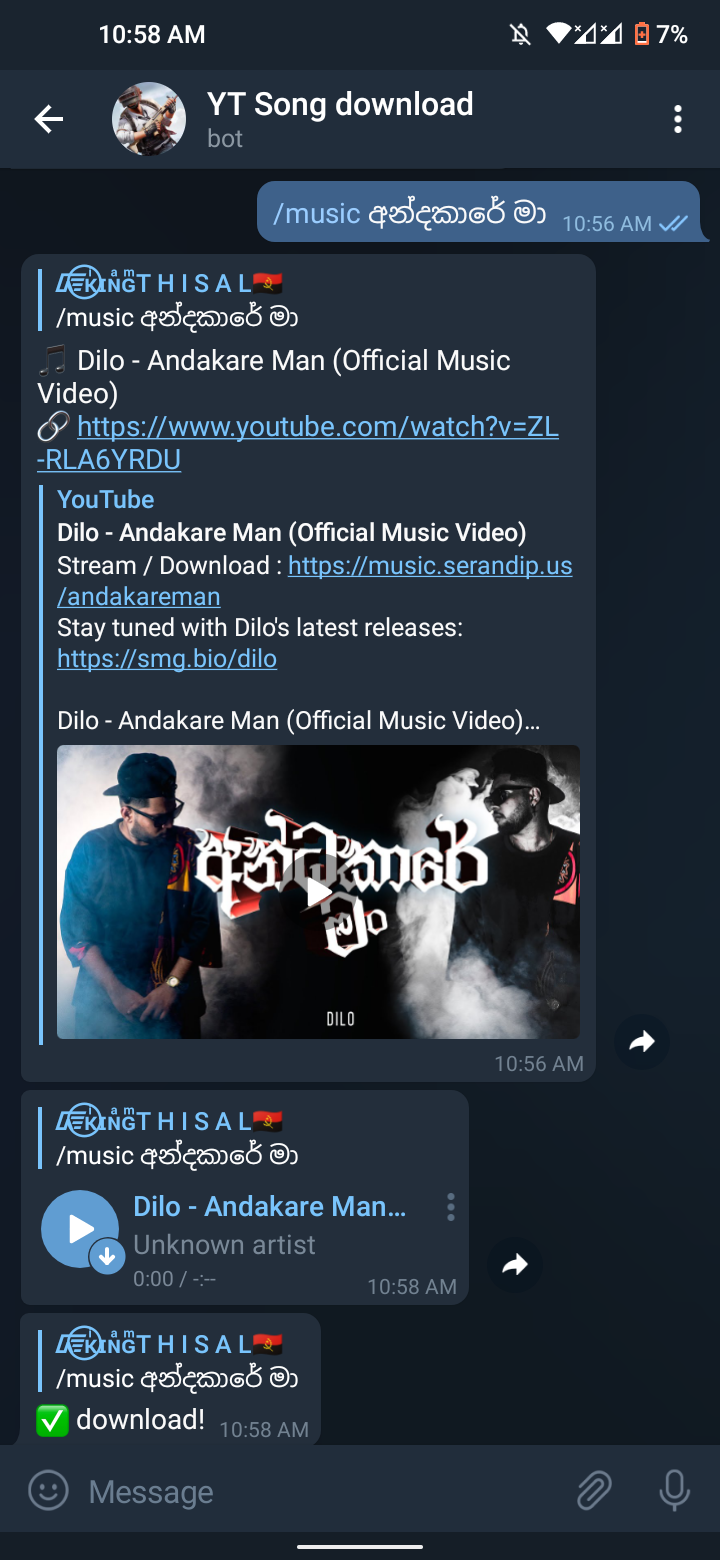 10:58 AM
7%
YT Song download
bot
/music අන්දකාරේ මා 10:56 AM
T H I S A L🇦🇴
/music අන්දකාරේ මා
🎵 Dilo - Andakare Man (Official Music
Video)
🔗 https://www.youtube.com/watch?v=ZL
-RLA6YRDU
YouTube
Dilo - Andakare Man (Official Music Video)
Stream / Download : https://music.serandip.us
/andakareman
Stay tuned with Dilo's latest releases:
https://smg.bio/dilo
Dilo - Andakare Man (Official Music Video)…
අන්ධකාරේ
මං
DILO
10:56 AM
T H I S A L🇦🇴
/music අන්දකාරේ මා
Dilo - Andakare Man...
Unknown artist
0:00 / -:--
10:58 AM
T H I S A L🇦🇴
/music අන්දකාරේ මා
✅ download! 10:58 AM
Message